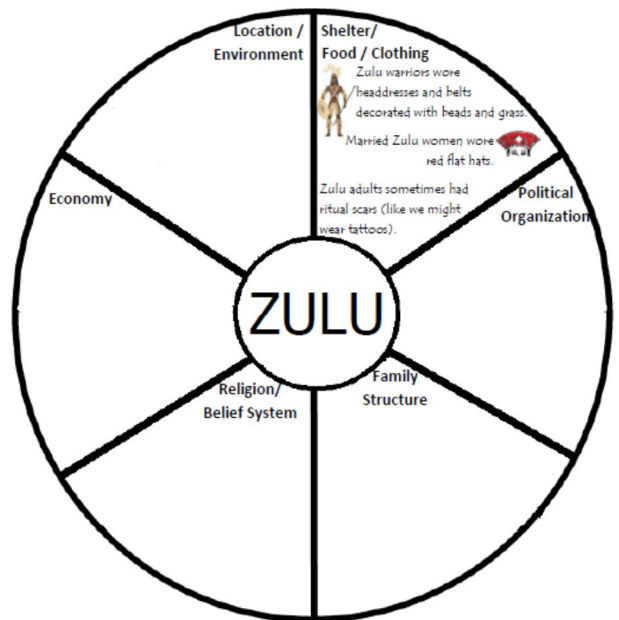 Location /
Environment
Shelter/
Food / Clothing
Zulu warriors wore
headdresses and belts
decorated with beads and grass.
Married Zulu women wore
red flat hats.
Zulu adults sometimes had
ritual scars (like we might
wear tattoos).
Economy
Political
Organization
ZULU
Religion/
Belief System
Family
Structure